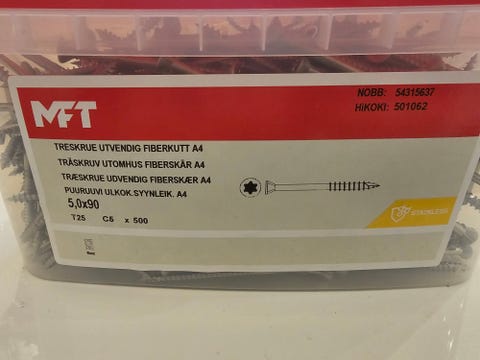 NOBB: 54315637
HiKOKI: 501062
MFT
TRESKRUE UTVENDIG FIBERKUTT A4
TRÄSKRUV UTOMHUS FIBERSKÄR A4
TRÆSKRUE UDVENDIG FIBERSKÆR A4
PUURUUVI ULKOK.SYYNLEIK. A4
5,0x90
T25 C5 x 500
STAINLESS